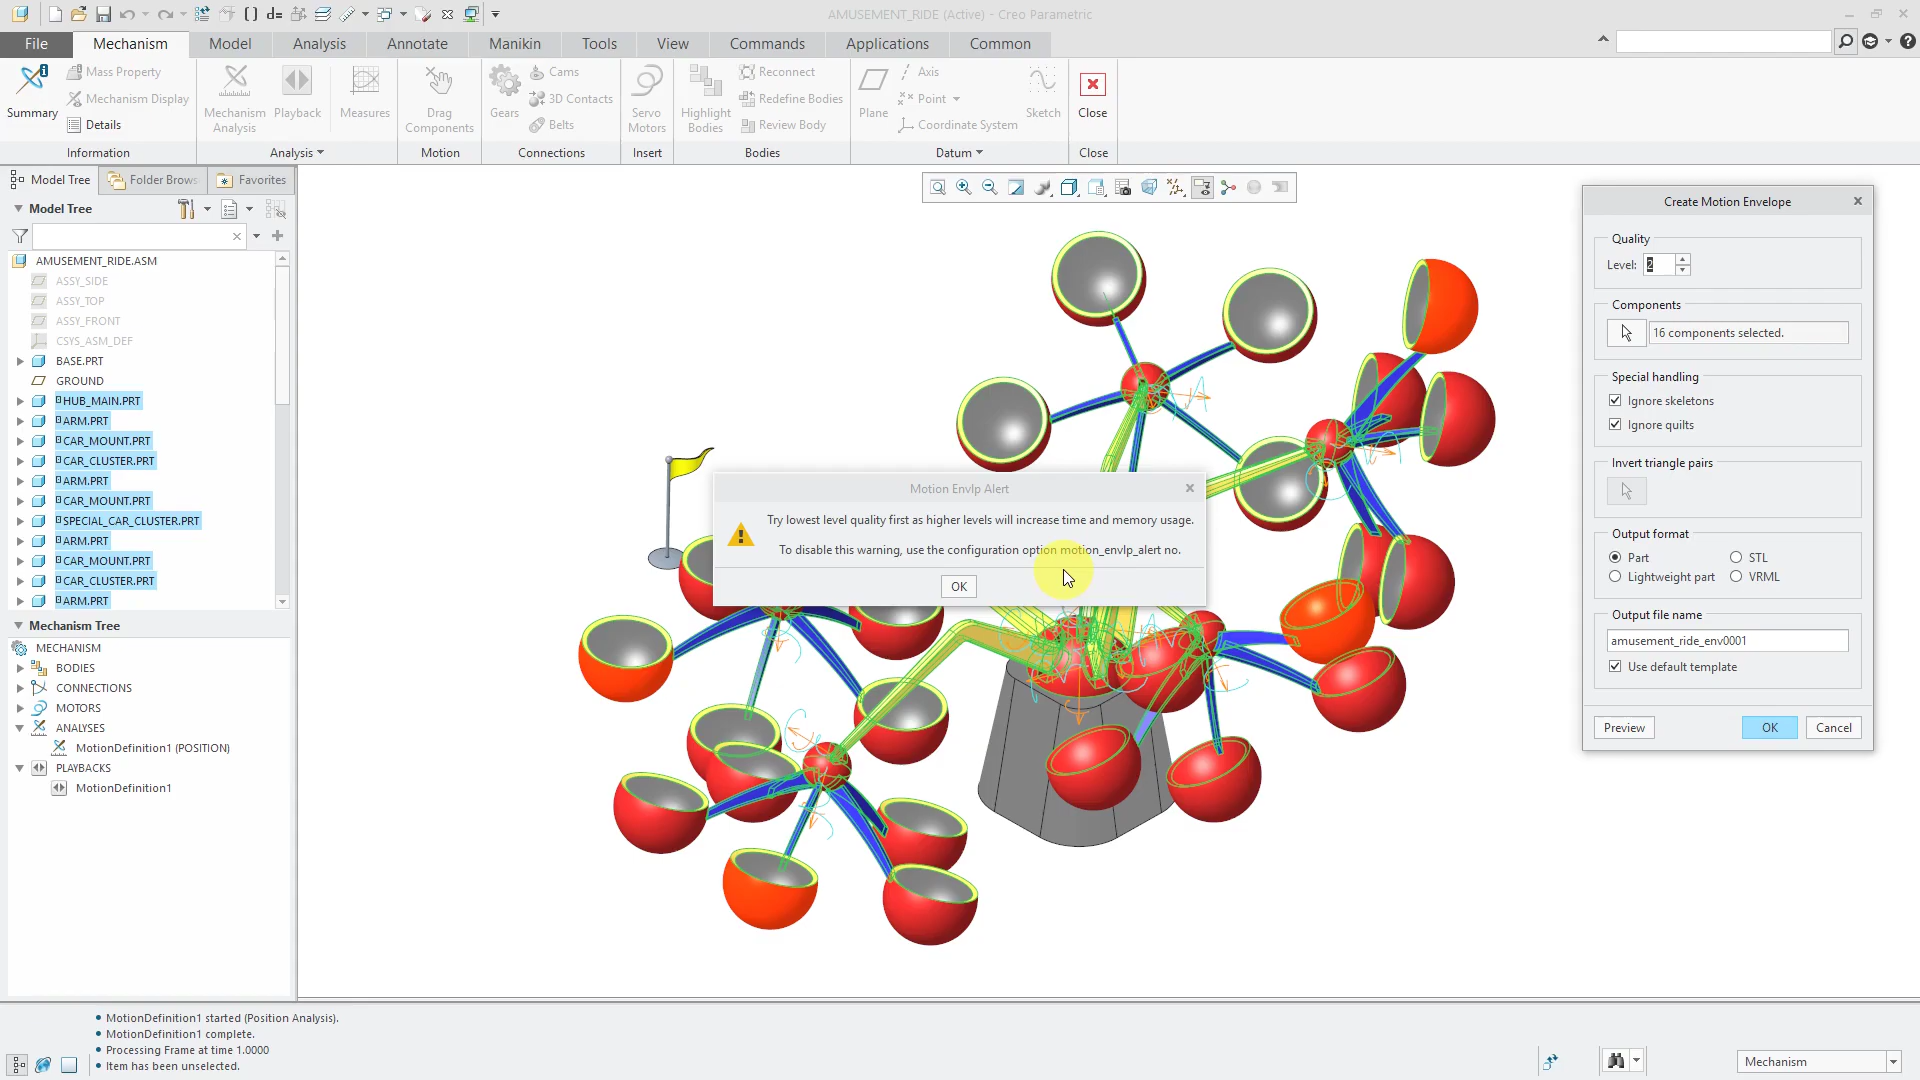 AMUSEMENT_RIDE (Active) - Creo Parametric
File
Mechanism
Model
Analysis
Annotate
Manikin
Tools
View
Commands
Applications
Common
Summary
Mass Property
Mechanism Display
Details
Information
Mechanism
Analysis
Playback
Measures
Analysis
Drag
Components
Motion
Gears
Cams
3D Contacts
Belts
Connections
Servo
Motors
Insert
Highlight
Bodies
Reconnect
Redefine Bodies
Review Body
Bodies
Plane
Axis
Point
Coordinate System
Sketch
Datum
Close
Close
Model Tree
Folder Brows
Favorites
Model Tree
AMUSEMENT_RIDE.ASM
ASSY_SIDE
ASSY_TOP
ASSY_FRONT
CSYS_ASM_DEF
BASE.PRT
GROUND
HUB_MAIN.PRT
ARM.PRT
CAR_MOUNT.PRT
CAR_CLUSTER.PRT
ARM.PRT
CAR_MOUNT.PRT
SPECIAL_CAR_CLUSTER.PRT
ARM.PRT
CAR_MOUNT.PRT
CAR_CLUSTER.PRT
ARM.PRT
Mechanism Tree
MECHANISM
BODIES
CONNECTIONS
MOTORS
ANALYSES
MotionDefinition1 (POSITION)
PLAYBACKS
MotionDefinition1
Motion Envlp Alert
Try lowest level quality first as higher levels will increase time and memory usage.
To disable this warning, use the configuration option motion_envlp_alert no.
OK
Create Motion Envelope
Quality
Level: 2
Components
16 components selected.
Special handling
Ignore skeletons
Ignore quilts
Invert triangle pairs
Output format
Part
STL
Lightweight part
VRML
Output file name
amusement_ride_env0001
Use default template
Preview
OK
Cancel
• MotionDefinition1 started (Position Analysis).
• MotionDefinition1 complete.
• Processing Frame at time 1.0000
• Item has been unselected.
Mechanism